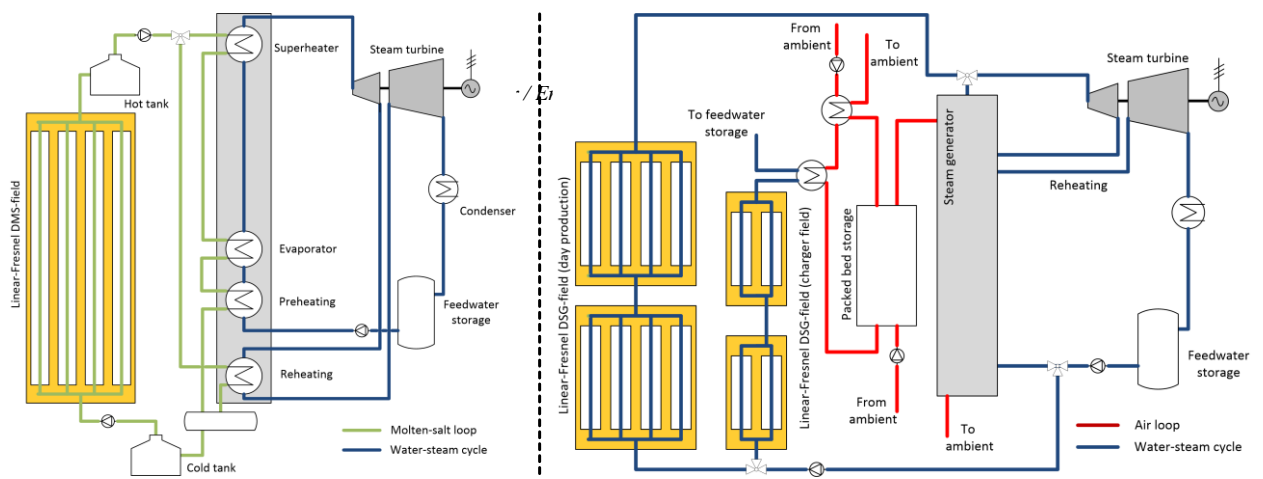 Superheater
Steam turbine
Hot tank
Linear-Fresnel DMS-field
Condenser
Evaporator
Preheating
Feedwater
storage
Reheating
Molten-salt loop
Water-steam cycle
Cold tank
From
ambient
To
ambient
Steam turbine
To feedwater
storage
Steam generator
Reheating
Linear-Fresnel DSG-field (day production)
Linear-Fresnel DSG-field (charger field)
Packed bed storage
Feedwater
storage
From
ambient
To
ambient
Air loop
Water-steam cycle